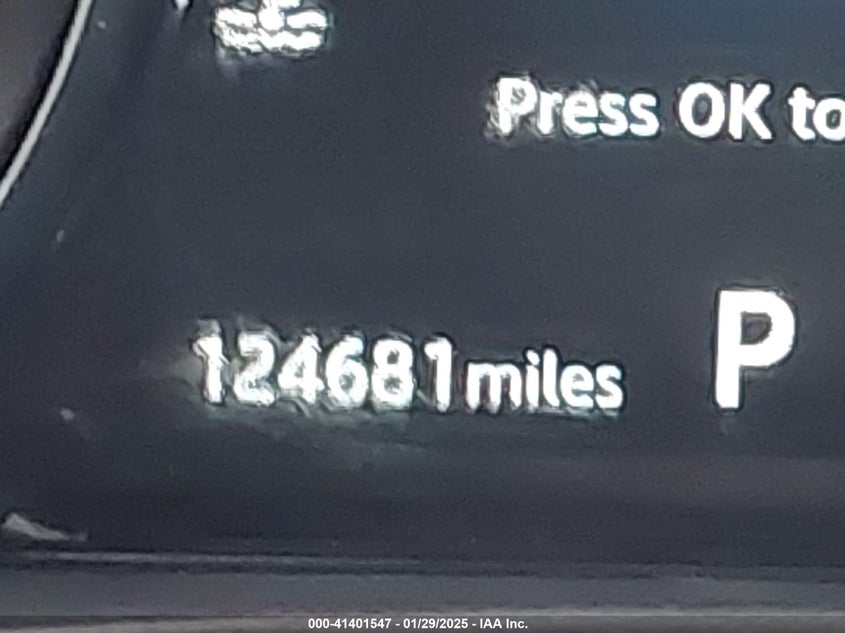 Press OK to
124681 miles
P
000-41401547 - 01/29/2025 - IAA Inc.